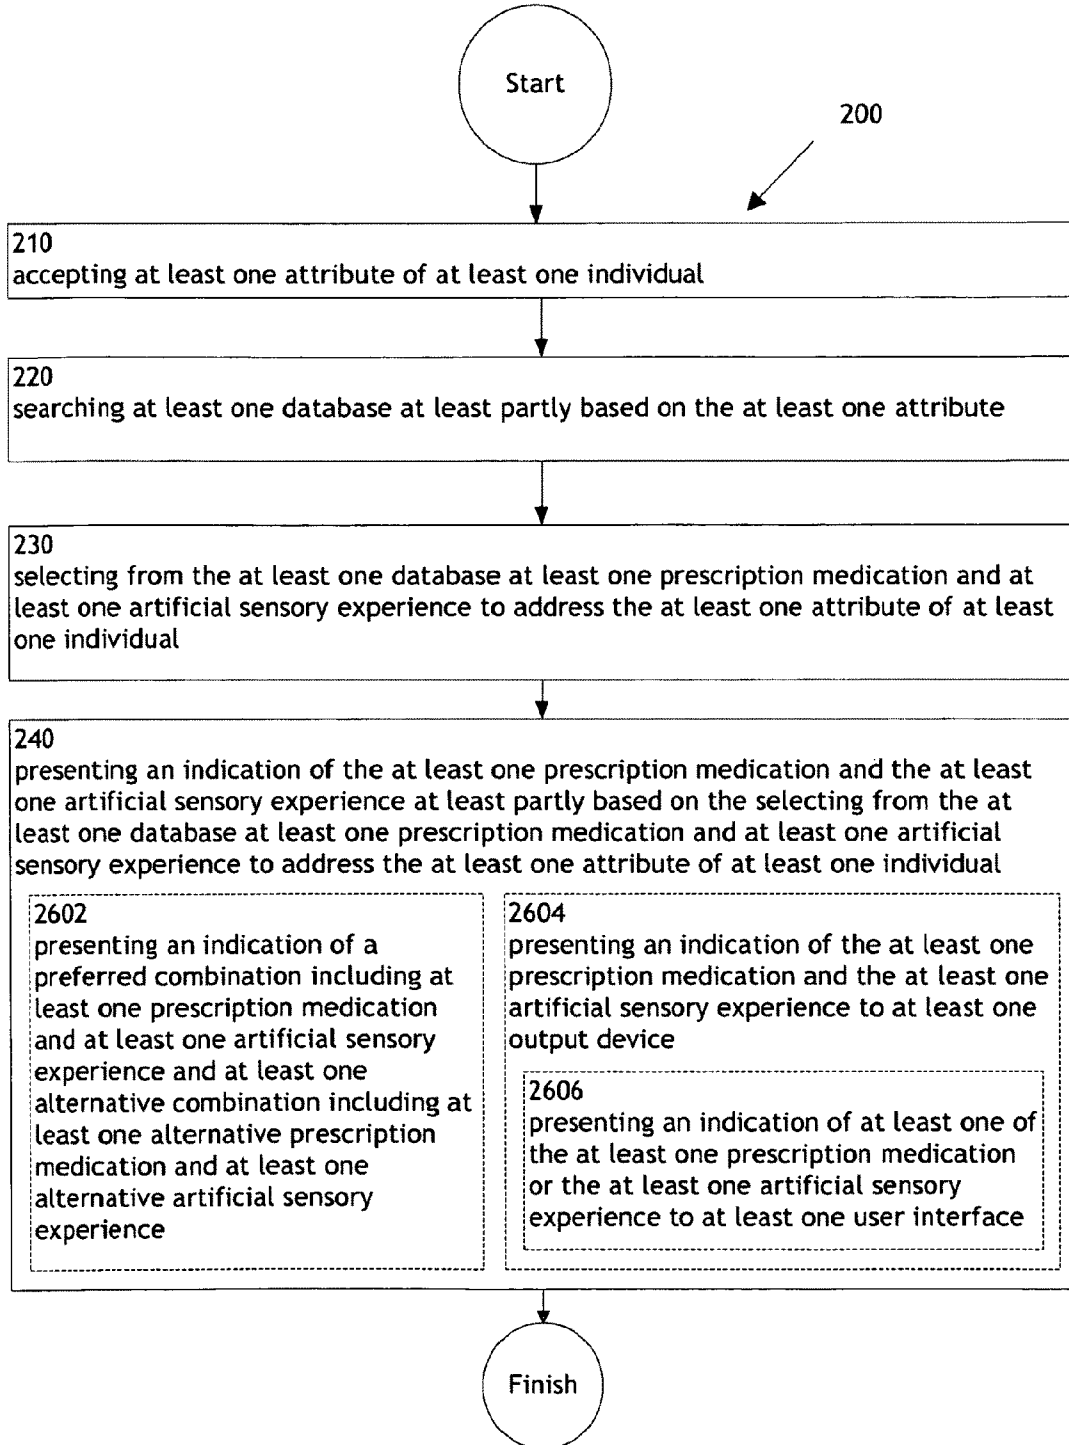 Start
200
210
accepting at least one attribute of at least one individual
220
searching at least one database at least partly based on the at least one attribute
230
selecting from the at least one database at least one prescription medication and at
least one artificial sensory experience to address the at least one attribute of at least
one individual
240
presenting an indication of the at least one prescription medication and the at least
one artificial sensory experience at least partly based on the selecting from the at
least one database at least one prescription medication and at least one artificial
sensory experience to address the at least one attribute of at least one individual
2602
presenting an indication of a
preferred combination including at
least one prescription medication
and at least one artificial sensory
experience and at least one
alternative combination including at
least one alternative prescription
medication and at least one
alternative artificial sensory
experience
2604
presenting an indication of the at least one
prescription medication and the at least one
artificial sensory experience to at least one
output device
2606
presenting an indication of at least one of
the at least one prescription medication
or the at least one artificial sensory
experience to at least one user interface
Finish